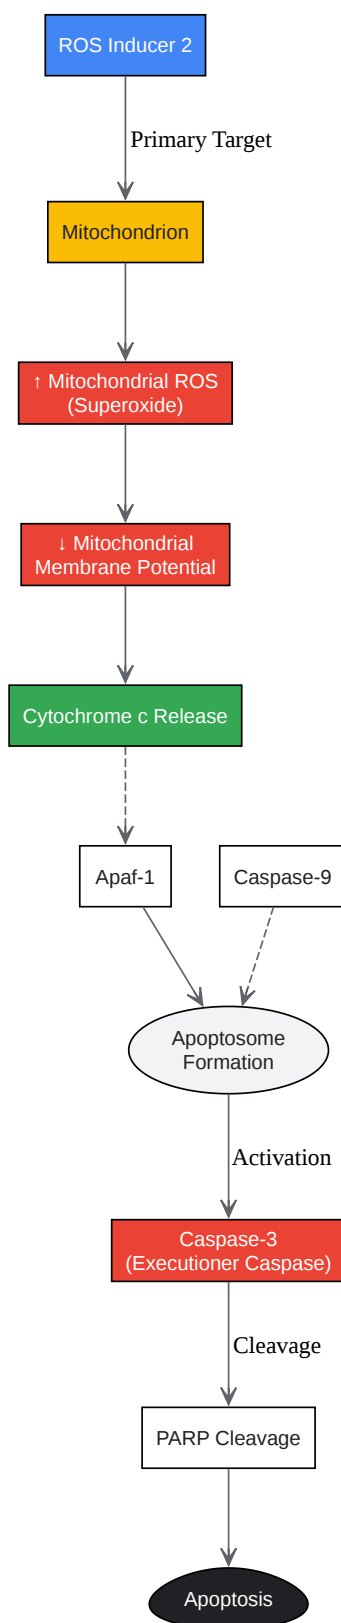 ROS Inducer 2
Primary Target
Mitochondrion
↑ Mitochondrial ROS
(Superoxide)
↓ Mitochondrial
Membrane Potential
Cytochrome c Release
Apaf-1
Caspase-9
Apoptosome
Formation
Activation
Caspase-3
(Executioner Caspase)
Cleavage
PARP Cleavage
Apoptosis